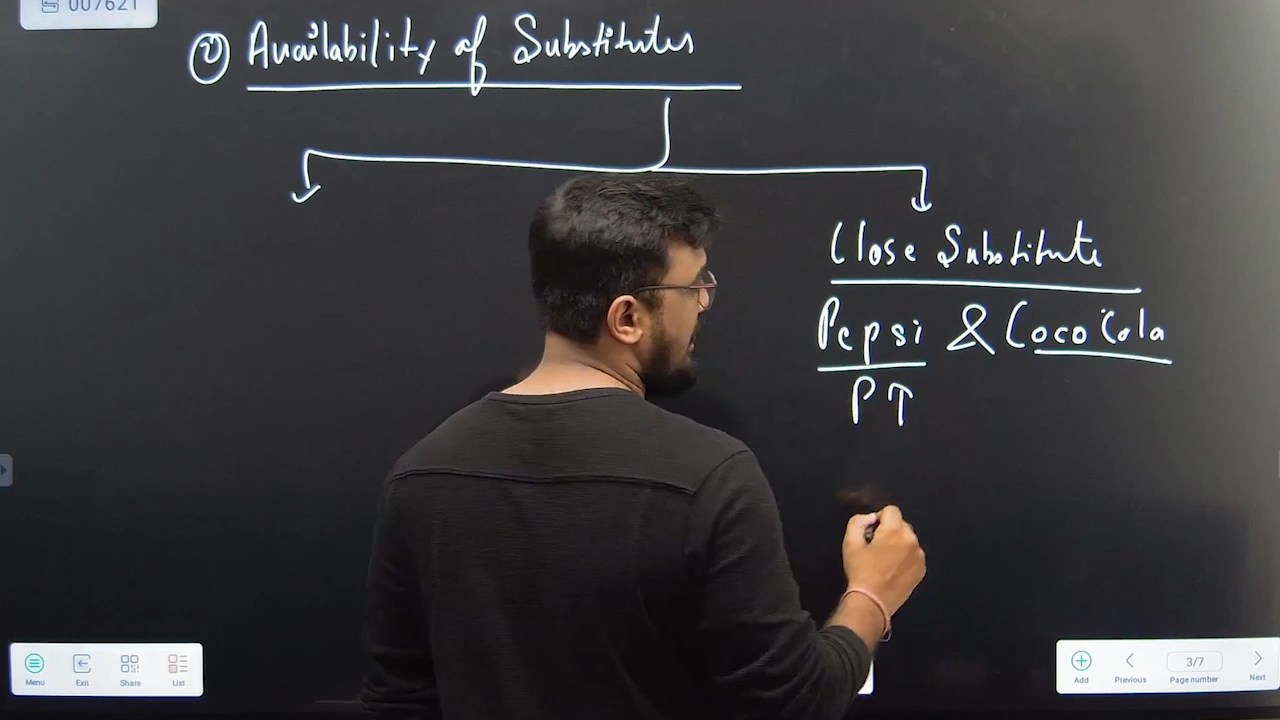 007621
② Availability of Substitutes
Close Substitute
Pepsi & Coco Cola
P↑
Menu Exit Share List
Add Previous 3/7 Page number Next